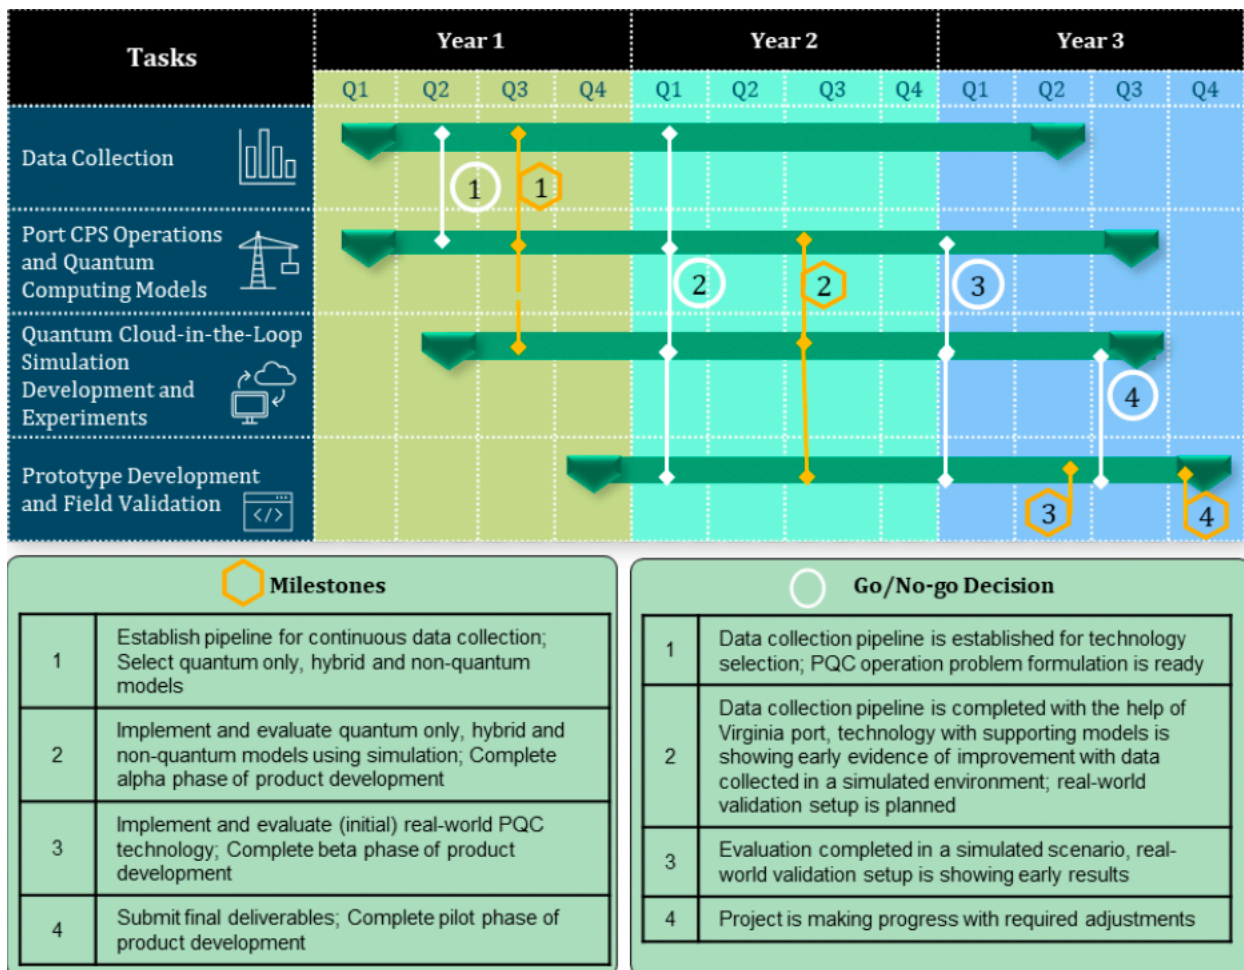 Tasks
Year 1
Year 2
Year 3
Q1 Q2 Q3 Q4 Q1 Q2 Q3 Q4 Q1 Q2 Q3 Q4
Data Collection
1 1
Port CPS Operations
and Quantum
Computing Models
2 2 3
Quantum Cloud-in-the-Loop
Simulation
Development and
Experiments
4
Prototype Development
and Field Validation
</>
3 4
Milestones
1
Establish pipeline for continuous data collection;
Select quantum only, hybrid and non-quantum
models
2
Implement and evaluate quantum only, hybrid and
non-quantum models using simulation; Complete
alpha phase of product development
3
Implement and evaluate (initial) real-world PQC
technology; Complete beta phase of product
development
4
Submit final deliverables; Complete pilot phase of
product development
Go/No-go Decision
1
Data collection pipeline is established for technology
selection; PQC operation problem formulation is ready
2
Data collection pipeline is completed with the help of
Virginia port, technology with supporting models is
showing early evidence of improvement with data
collected in a simulated environment; real-world
validation setup is planned
3
Evaluation completed in a simulated scenario, real-
world validation setup is showing early results
4
Project is making progress with required adjustments